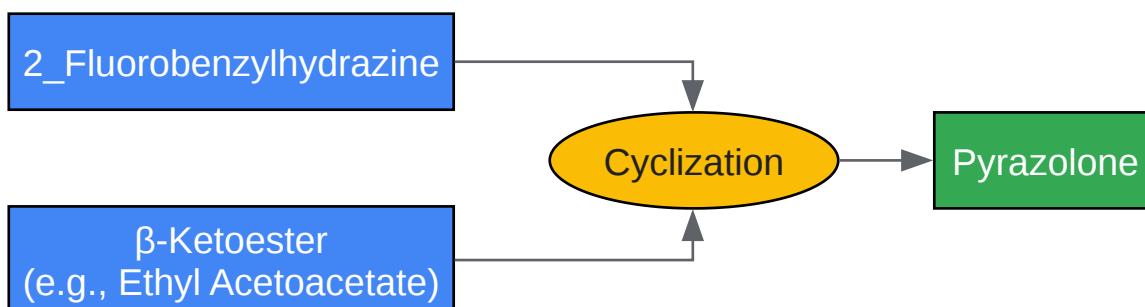 2_Fluorobenzylhydrazine
β-Ketoester
(e.g., Ethyl Acetoacetate)
Cyclization
Pyrazolone